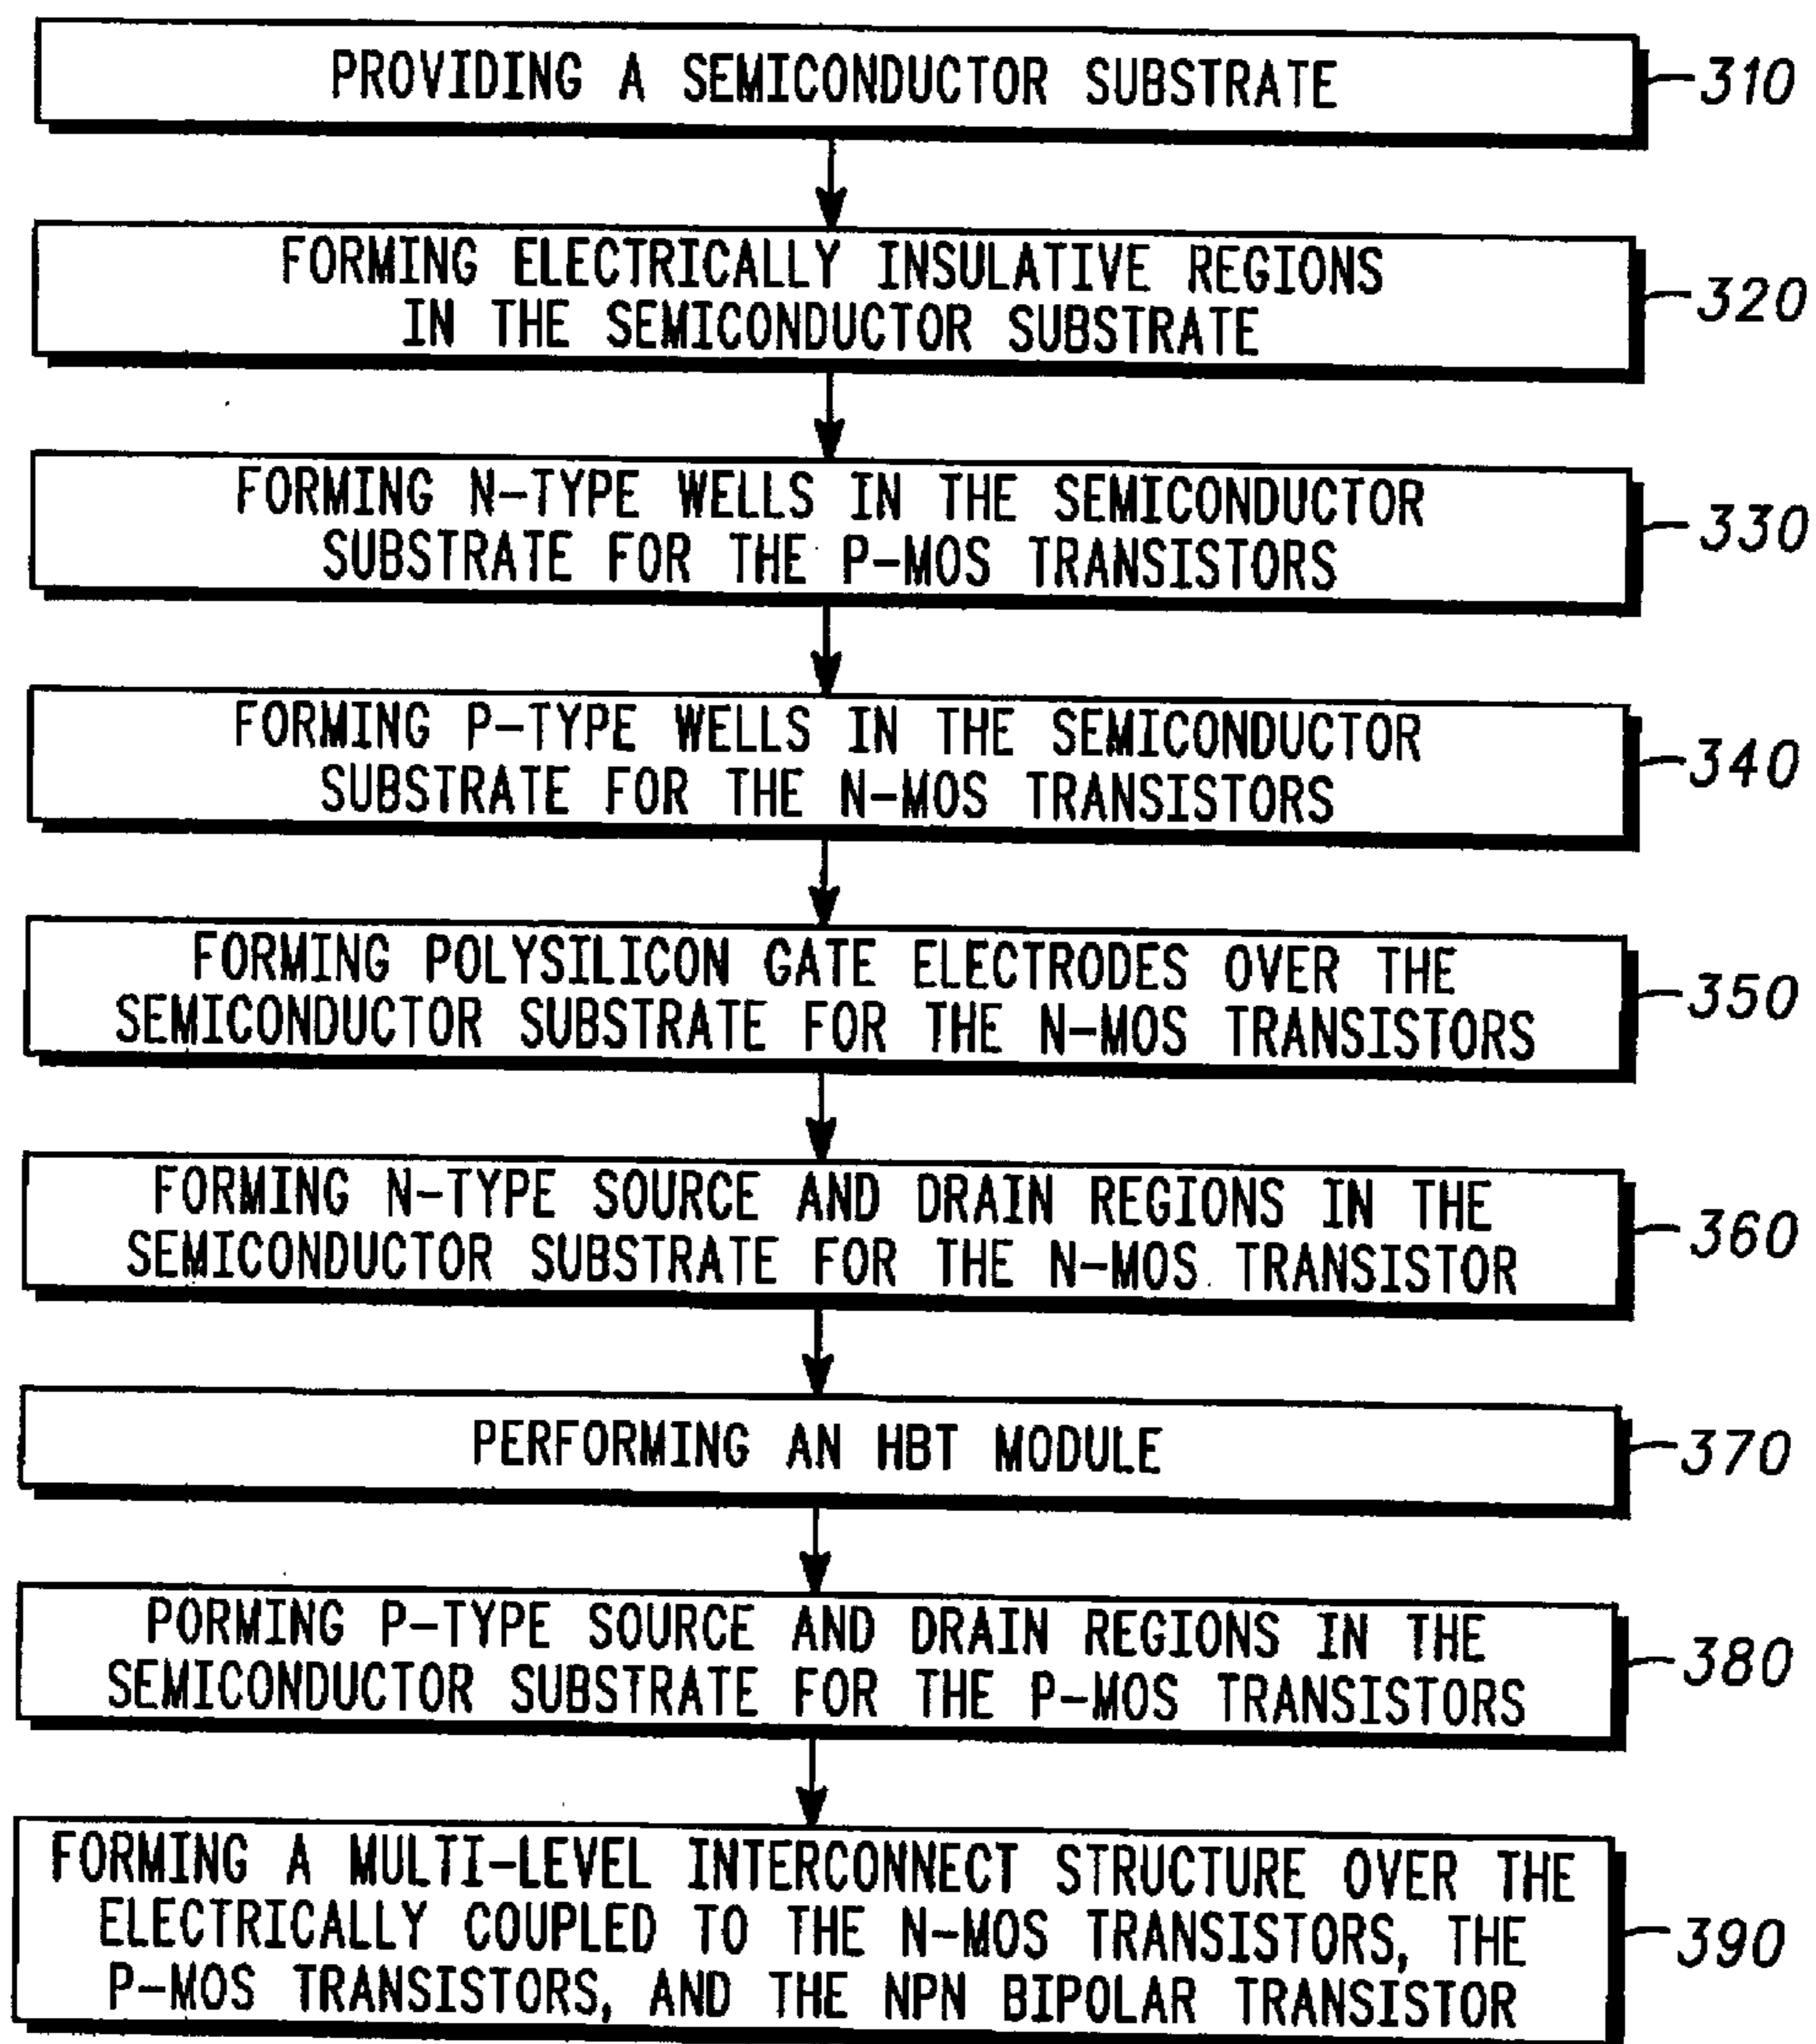 PROVIDING A SEMICONDUCTOR SUBSTRATE
310
FORMING ELECTRICALLY INSULATIVE REGIONS
IN THE SEMICONDUCTOR SUBSTRATE
320
FORMING N-TYPE WELLS IN THE SEMICONDUCTOR
SUBSTRATE FOR THE P-MOS TRANSISTORS
330
FORMING P-TYPE WELLS IN THE SEMICONDUCTOR
SUBSTRATE FOR THE N-MOS TRANSISTORS
340
FORMING POLYSILICON GATE ELECTRODES OVER THE
SEMICONDUCTOR SUBSTRATE FOR THE N-MOS TRANSISTORS
350
FORMING N-TYPE SOURCE AND DRAIN REGIONS IN THE
SEMICONDUCTOR SUBSTRATE FOR THE N-MOS TRANSISTOR
360
PERFORMING AN HBT MODULE
370
PORMING P-TYPE SOURCE AND DRAIN REGIONS IN THE
SEMICONDUCTOR SUBSTRATE FOR THE P-MOS TRANSISTORS
380
FORMING A MULTI-LEVEL INTERCONNECT STRUCTURE OVER THE
ELECTRICALLY COUPLED TO THE N-MOS TRANSISTORS, THE
P-MOS TRANSISTORS, AND THE NPN BIPOLAR TRANSISTOR
390